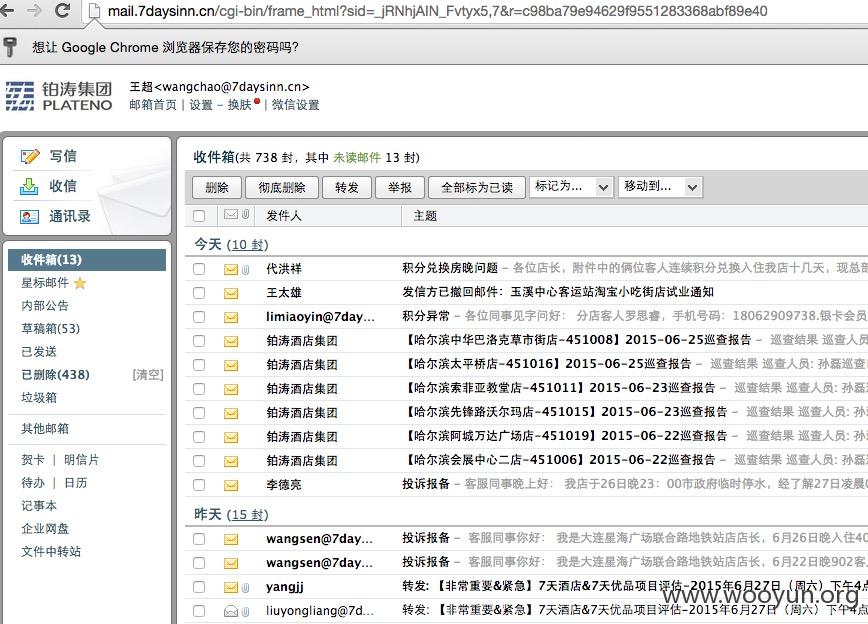 mail.7daysinn.cn/cgi-bin/frame_html?sid=_jRNhjAIN_Fvtyx5,7&r=c98ba79e94629f9551283368abf89e40
想让 Google Chrome 浏览器保存您的密码吗?
铂涛集团
PLATENO
王超<wangchao@7daysinn.cn>
邮箱首页 | 设置 - 换肤 | 微信设置
写信
收信
通讯录
收件箱(13)
星标邮件
内部公告
草稿箱(53)
已发送
已删除(438) [清空]
垃圾箱
其他邮箱
贺卡 | 明信片
待办 | 日历
记事本
企业网盘
文件中转站
收件箱(共 738 封，其中 未读邮件 13 封)
删除 彻底删除 转发 举报 全部标为已读 标记为... 移动到...
发件人 主题
今天 (10 封)
代洪祥 积分兑换房晚问题 - 各位店长，附件中的俩位客人连续积分兑换入住我店十几天，现总部
王太雄 发信方已撤回邮件：玉溪中心客运站淘宝小吃街店试业通知
limiaoyin@7day... 积分异常 - 各位同事见字问好： 分店客人罗思睿，手机号码：18062909738.银卡会员
铂涛酒店集团 【哈尔滨中华巴洛克草市街店-451008】2015-06-25巡查报告 - 巡查结果 巡查人员:
铂涛酒店集团 【哈尔滨太平桥店-451016】2015-06-25巡查报告 - 巡查结果 巡查人员: 孙磊巡查
铂涛酒店集团 【哈尔滨索菲亚教堂店-451011】2015-06-23巡查报告 - 巡查结果 巡查人员: 孙磊
铂涛酒店集团 【哈尔滨先锋路沃尔玛店-451015】2015-06-23巡查报告 - 巡查结果 巡查人员: 孙
铂涛酒店集团 【哈尔滨阿城万达广场店-451019】2015-06-22巡查报告 - 巡查结果 巡查人员: 孙
铂涛酒店集团 【哈尔滨会展中心二店-451006】2015-06-22巡查报告 - 巡查结果 巡查人员: 孙磊
李德亮 投诉报备 - 客服同事晚上好： 我店于26日晚23：00市政府临时停水，经了解27日凌晨0
昨天 (15 封)
wangsen@7day... 投诉报备 - 客服同事你好： 我是大连星海广场联合路地铁站店店长，6月26日晚入住40
wangsen@7day... 投诉报备 - 客服同事你好： 我是大连星海广场联合路地铁站店店长，6月22日晚902客
yangjj 转发: 【非常重要&紧急】7天酒店&7天优品项目评估-2015年6月27日（周六）下午4点
liuyongliang@7d... 转发: 【非常重要&紧急】7天酒店&7天优品项目评估-2015年6月27日（周六）下午4
www.wooyun.org